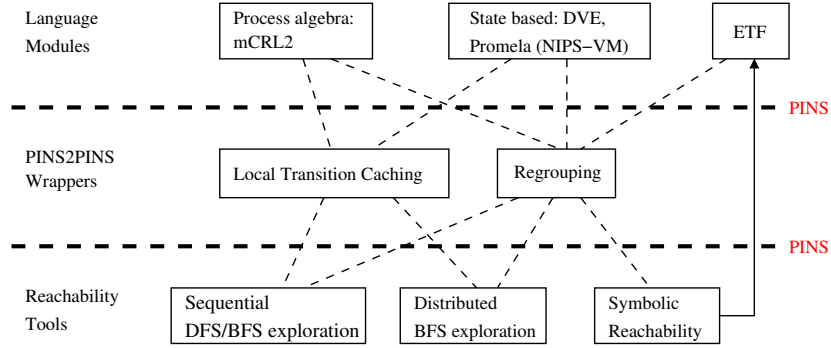 Language
Modules
Process algebra:
mCRL2
State based: DVE,
Promela (NIPS−VM)
ETF
PINS
PINS2PINS
Wrappers
Local Transition Caching
Regrouping
PINS
Reachability
Tools
Sequential
DFS/BFS exploration
Distributed
BFS exploration
Symbolic
Reachability